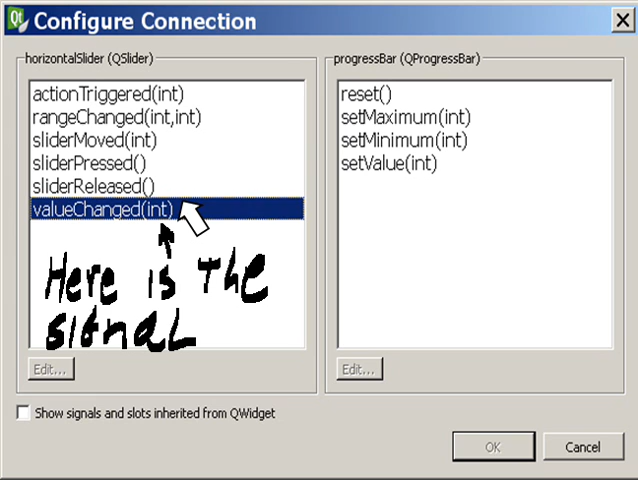 Qt Configure Connection
horizontalSlider (QSlider)
actionTriggered(int)
rangeChanged(int,int)
sliderMoved(int)
sliderPressed()
sliderReleased()
valueChanged(int)
Here is The
signaL
Edit...
progressBar (QProgressBar)
reset()
setMaximum(int)
setMinimum(int)
setValue(int)
Edit...
Show signals and slots inherited from QWidget
OK
Cancel